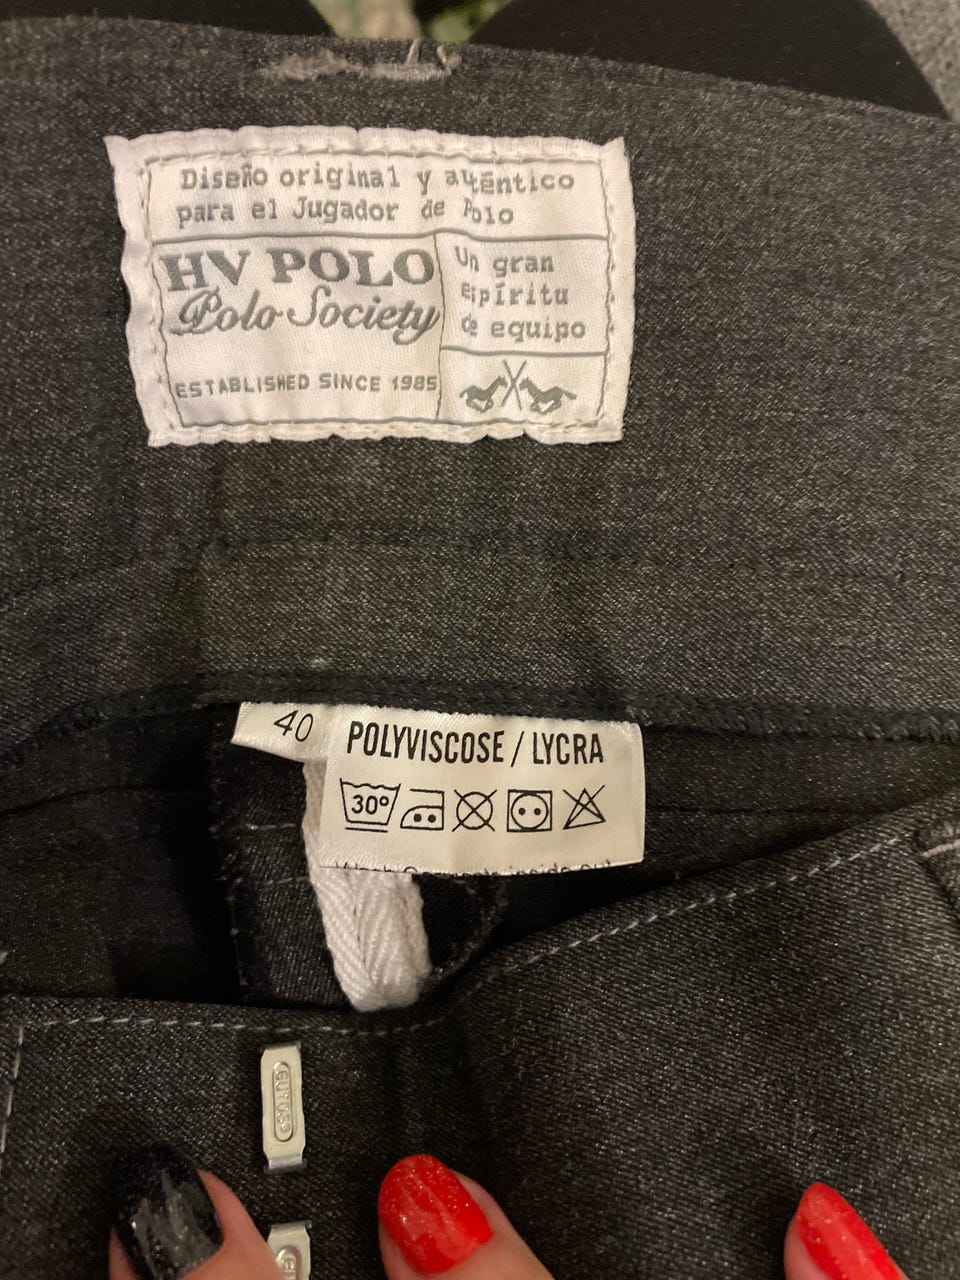 Diseño original y auténtico
para el Jugador de Polo
HV POLO
Polo Society
ESTABLISHED SINCE 1985
Un gran
espíritu
de equipo
40
POLYVISCOSE / LYCRA
30°